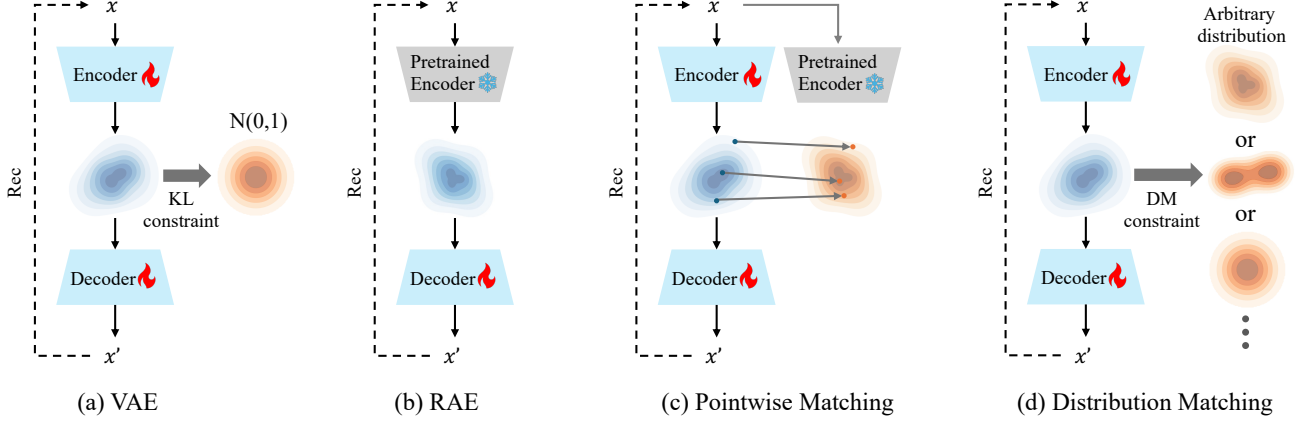 x
Encoder
Rec
N(0,1)
KL
constraint
Decoder
x'
(a) VAE
x
Pretrained
Encoder
Rec
Decoder
x'
(b) RAE
x
Encoder
Pretrained
Encoder
Rec
Decoder
x'
(c) Pointwise Matching
x
Encoder
Arbitrary
distribution
or
Rec
DM
constraint
or
Decoder
x'
(d) Distribution Matching